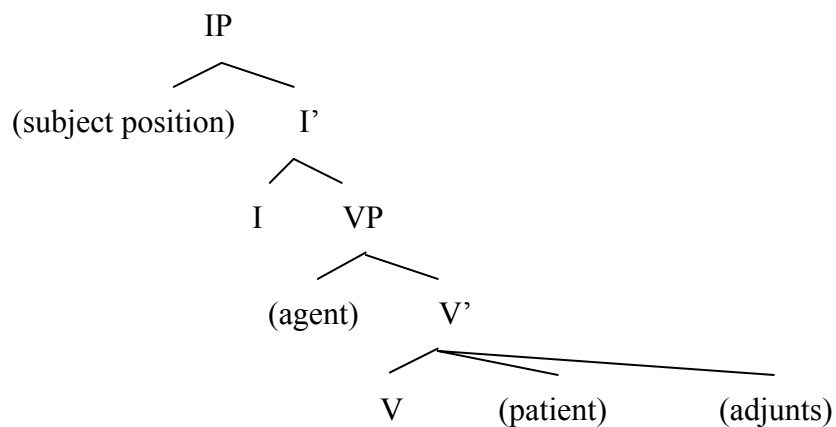 IP
(subject position) I’
I VP
(agent) V’
V (patient) (adjunts)